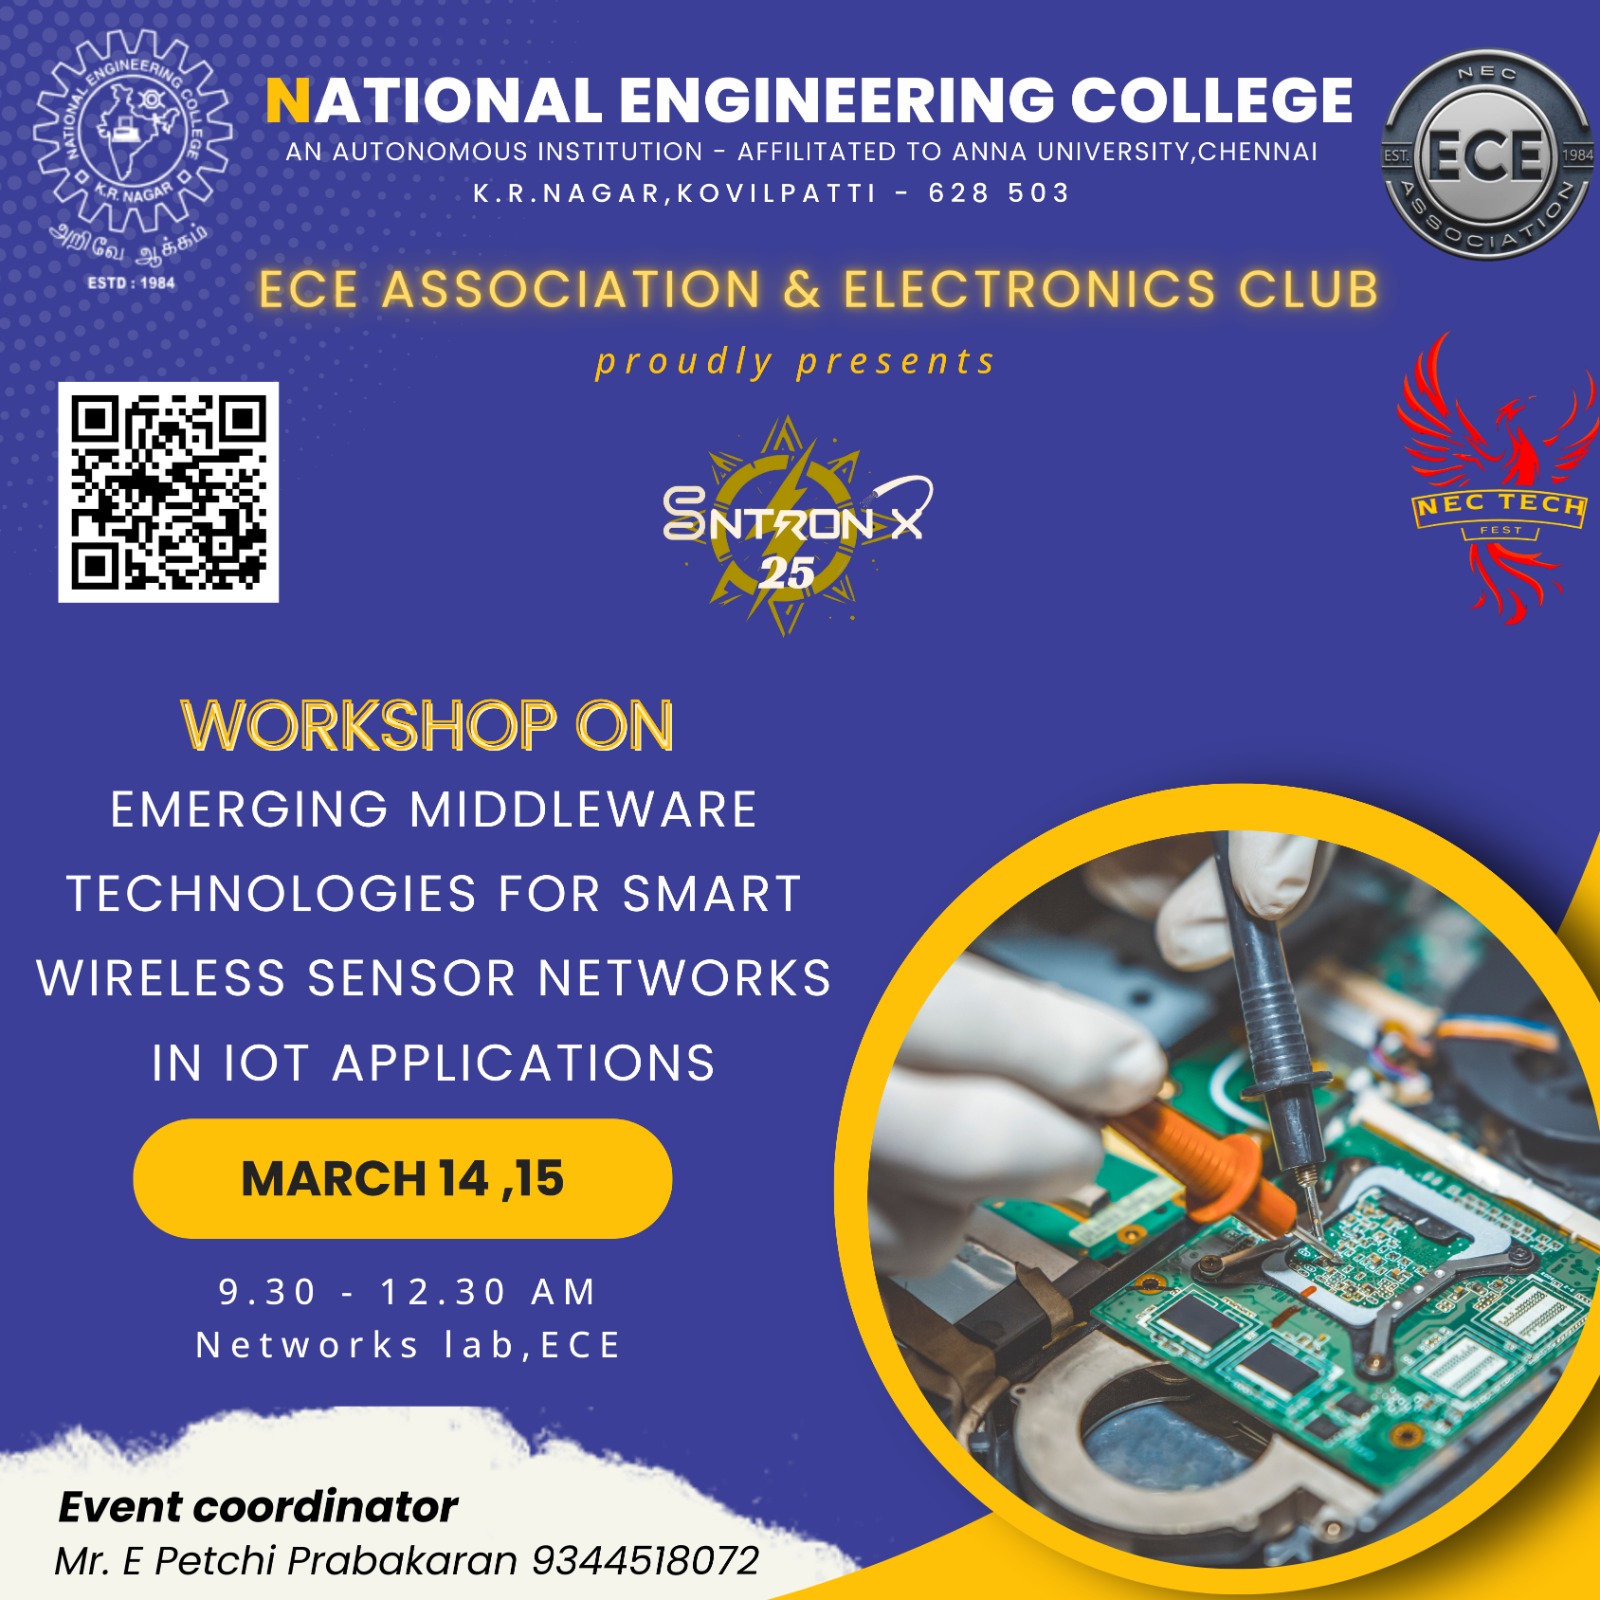 NATIONAL ENGINEERING COLLEGE
AN AUTONOMOUS INSTITUTION - AFFILITATED TO ANNA UNIVERSITY,CHENNAI
K.R.NAGAR,KOVILPATTI - 628 503
NATIONAL ENGINEERING COLLEGE
K.R. NAGAR
அறிவே ஆக்கம்
ESTD : 1984
NEC
EST. ECE 1984
ASSOCIATION
ECE ASSOCIATION & ELECTRONICS CLUB
proudly presents
ENTRON X
25
NEC TECH
FEST
WORKSHOP ON
EMERGING MIDDLEWARE
TECHNOLOGIES FOR SMART
WIRELESS SENSOR NETWORKS
IN IOT APPLICATIONS
MARCH 14 ,15
9.30 - 12.30 AM
Networks lab,ECE
Event coordinator
Mr. E Petchi Prabakaran 9344518072